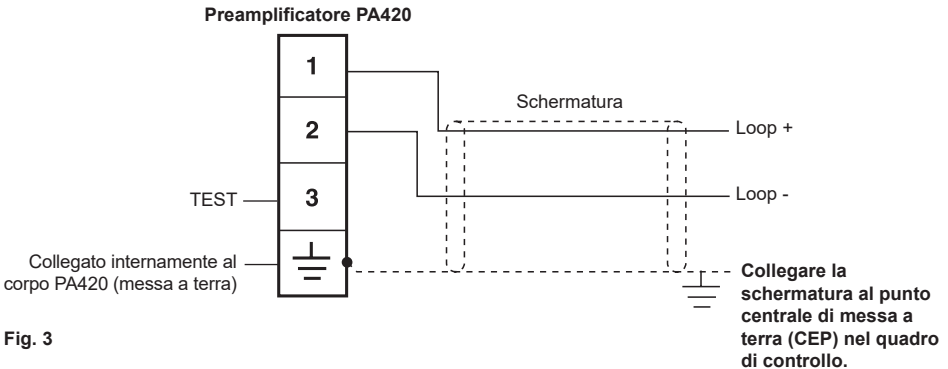 Preamplificatore PA420
1
Schermatura
2
Loop +
TEST
3
Loop -
Collegato internamente al
corpo PA420 (messa a terra)
Collegare la
schermatura al punto
centrale di messa a
terra (CEP) nel quadro
di controllo.
Fig. 3